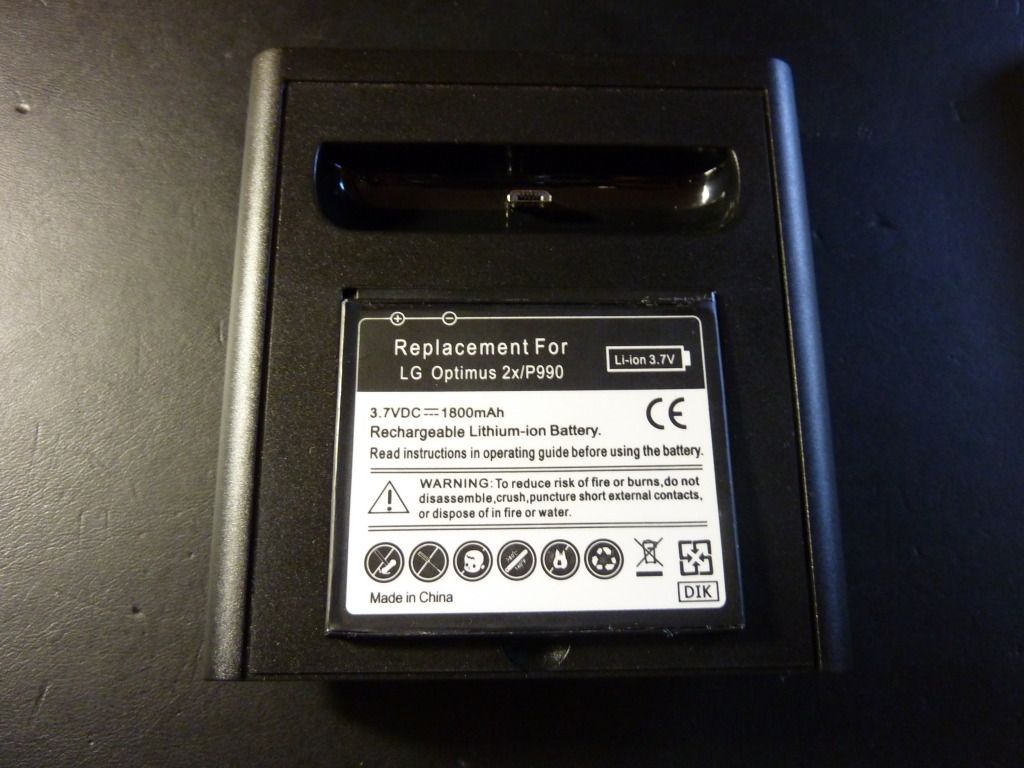 Replacement For
LG Optimus 2x/P990
Li-ion 3.7V
3.7VDC⎓1800mAh
CE
Rechargeable Lithium-ion Battery.
Read instructions in operating guide before using the battery.
WARNING: To reduce risk of fire or burns,do not
disassemble,crush,puncture short external contacts,
or dispose of in fire or water.
Made in China
DIK